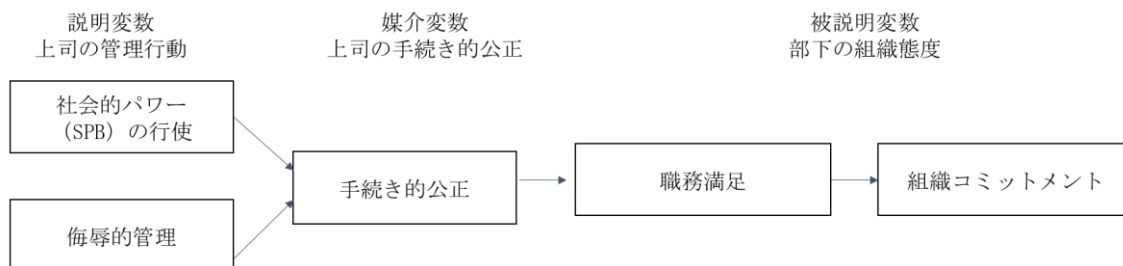 説明変数
上司の管理行動
媒介変数
上司の手続き的公正
被説明変数
部下の組織態度
社会的パワー
（SPB）の行使
手続き的公正
職務満足
組織コミットメント
侮辱的管理